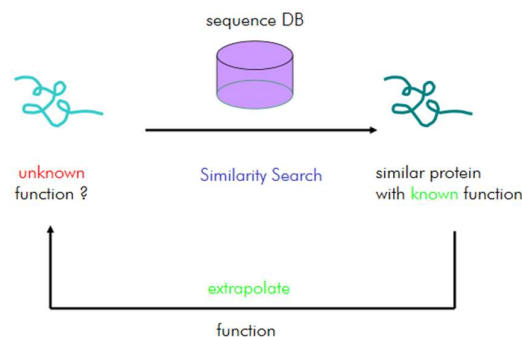 sequence DB
unknown
function ?
Similarity Search
similar protein
with known function
extrapolate
function